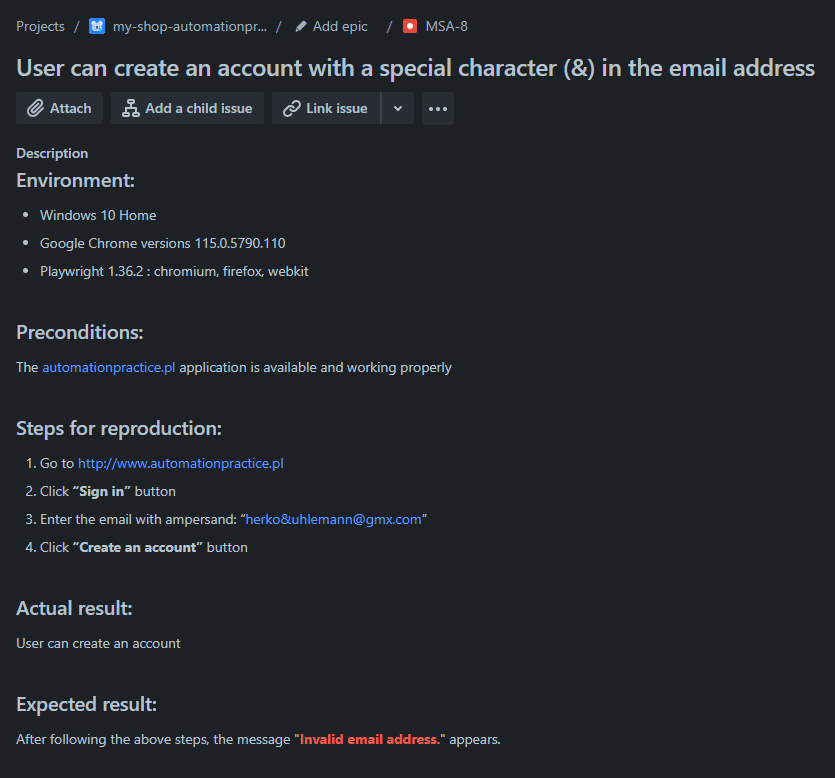 Projects / my-shop-automationpr... / Add epic / MSA-8
User can create an account with a special character (&) in the email address
Attach Add a child issue Link issue
Description
Environment:
• Windows 10 Home
• Google Chrome versions 115.0.5790.110
• Playwright 1.36.2 : chromium, firefox, webkit
Preconditions:
The automationpractice.pl application is available and working properly
Steps for reproduction:
1. Go to http://www.automationpractice.pl
2. Click “Sign in” button
3. Enter the email with ampersand: “herko&uhlemann@gmx.com”
4. Click “Create an account” button
Actual result:
User can create an account
Expected result:
After following the above steps, the message "Invalid email address." appears.